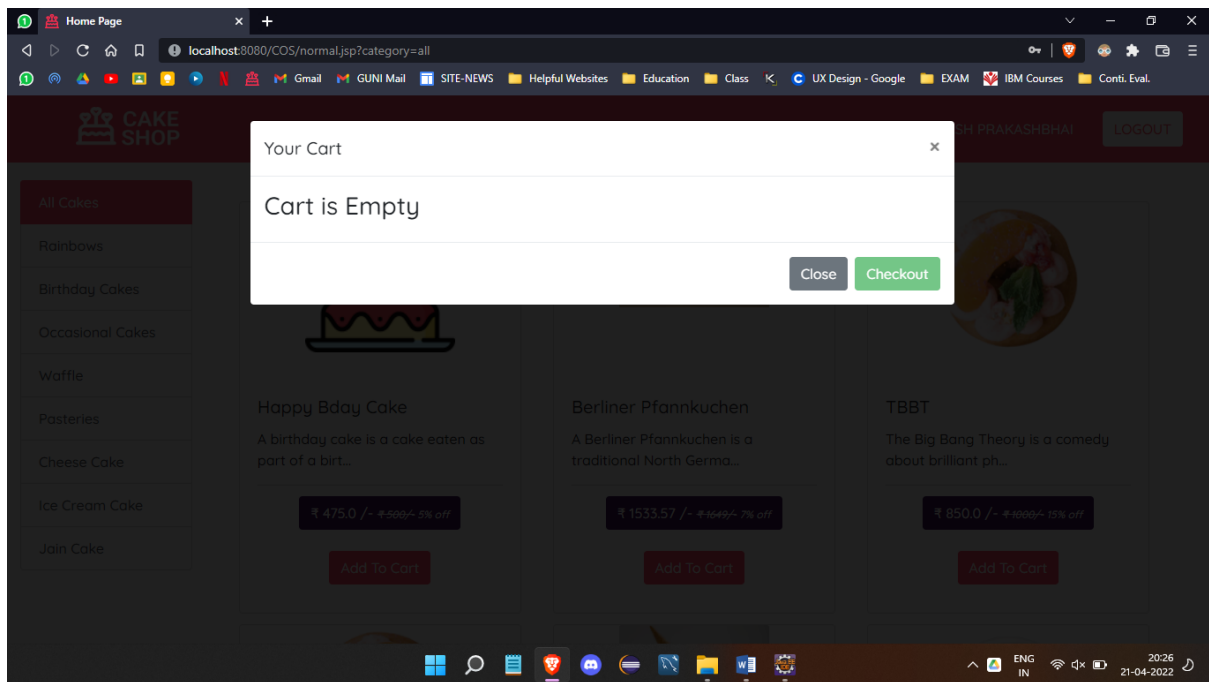 Home Page
localhost:8080/COS/normal.jsp?category=all
Gmail GUNI Mail SITE-NEWS Helpful Websites Education Class UX Design - Google EXAM IBM Courses Conti. Eval.
CAKE
SHOP
SH PRAKASHBHAI LOGOUT
Your Cart ×
Cart is Empty
Close Checkout
All Cakes
Rainbows
Birthday Cakes
Occasional Cakes
Waffle
Pasteries
Cheese Cake
Ice Cream Cake
Jain Cake
Happy Bday Cake
A birthday cake is a cake eaten as
part of a birt...
₹ 475.0 /- ₹ 500/- 5% off
Add To Cart
Berliner Pfannkuchen
A Berliner Pfannkuchen is a
traditional North Germa...
₹ 1533.57 /- ₹ 1649/- 7% off
Add To Cart
TBBT
The Big Bang Theory is a comedy
about brilliant ph...
₹ 850.0 /- ₹ 1000/- 15% off
Add To Cart
ENG
IN
20:26
21-04-2022